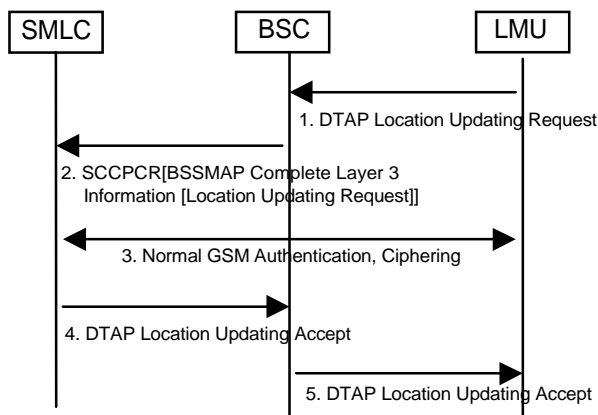 SMLC
BSC
LMU
1. DTAP Location Updating Request
2. SCCPCR[BSSMAP Complete Layer 3
Information [Location Updating Request]]
3. Normal GSM Authentication, Ciphering
4. DTAP Location Updating Accept
5. DTAP Location Updating Accept